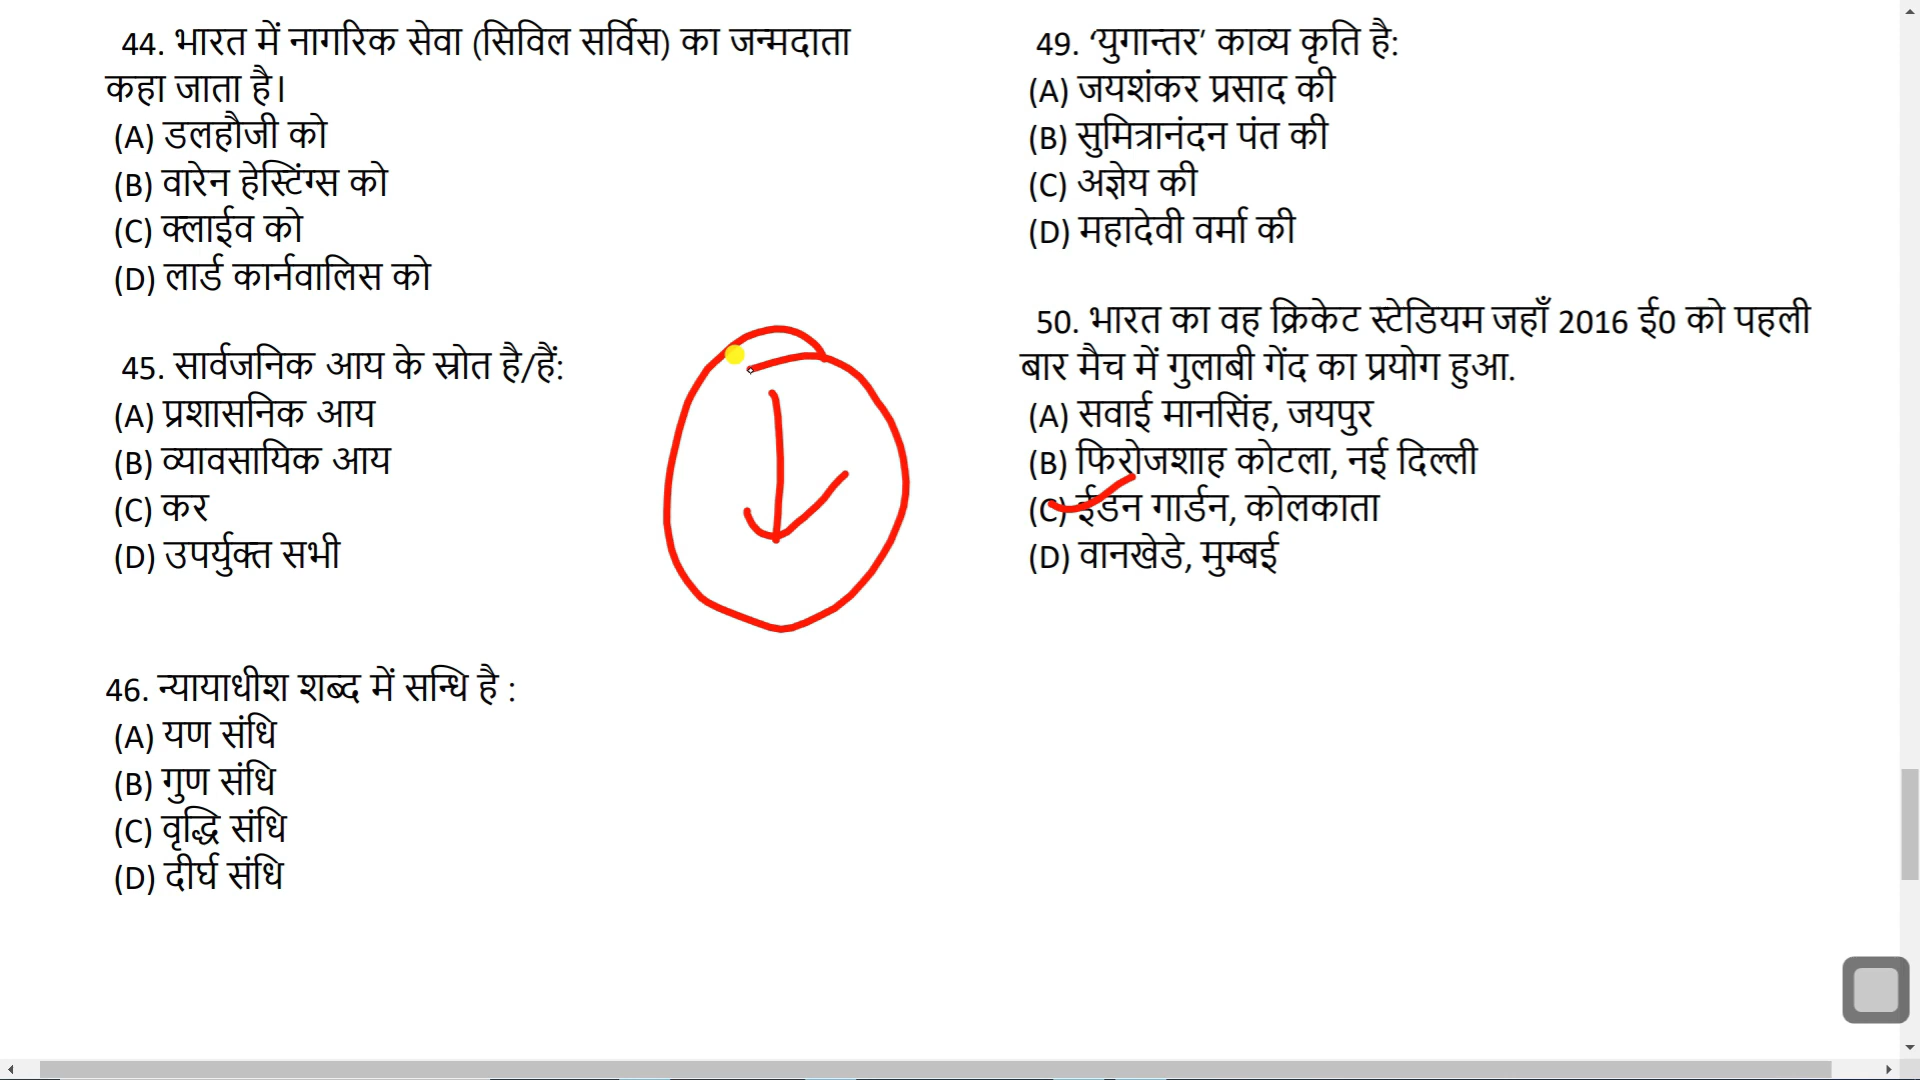 44. भारत में नागरिक सेवा (सिविल सर्विस) का जन्मदाता
कहा जाता है।
(A) डलहौजी को
(B) वारेन हेस्टिंग्स को
(C) क्लाईव को
(D) लार्ड कार्नवालिस को
45. सार्वजनिक आय के स्रोत है/हैं:
(A) प्रशासनिक आय
(B) व्यावसायिक आय
(C) कर
(D) उपर्युक्त सभी
46. न्यायाधीश शब्द में सन्धि है :
(A) यण संधि
(B) गुण संधि
(C) वृद्धि संधि
(D) दीर्घ संधि
49. ‘युगान्तर’ काव्य कृति है:
(A) जयशंकर प्रसाद की
(B) सुमित्रानंदन पंत की
(C) अज्ञेय की
(D) महादेवी वर्मा की
50. भारत का वह क्रिकेट स्टेडियम जहाँ 2016 ई0 को पहली
बार मैच में गुलाबी गेंद का प्रयोग हुआ.
(A) सवाई मानसिंह, जयपुर
(B) फिरोजशाह कोटला, नई दिल्ली
(C) ईडन गार्डन, कोलकाता
(D) वानखेडे, मुम्बई